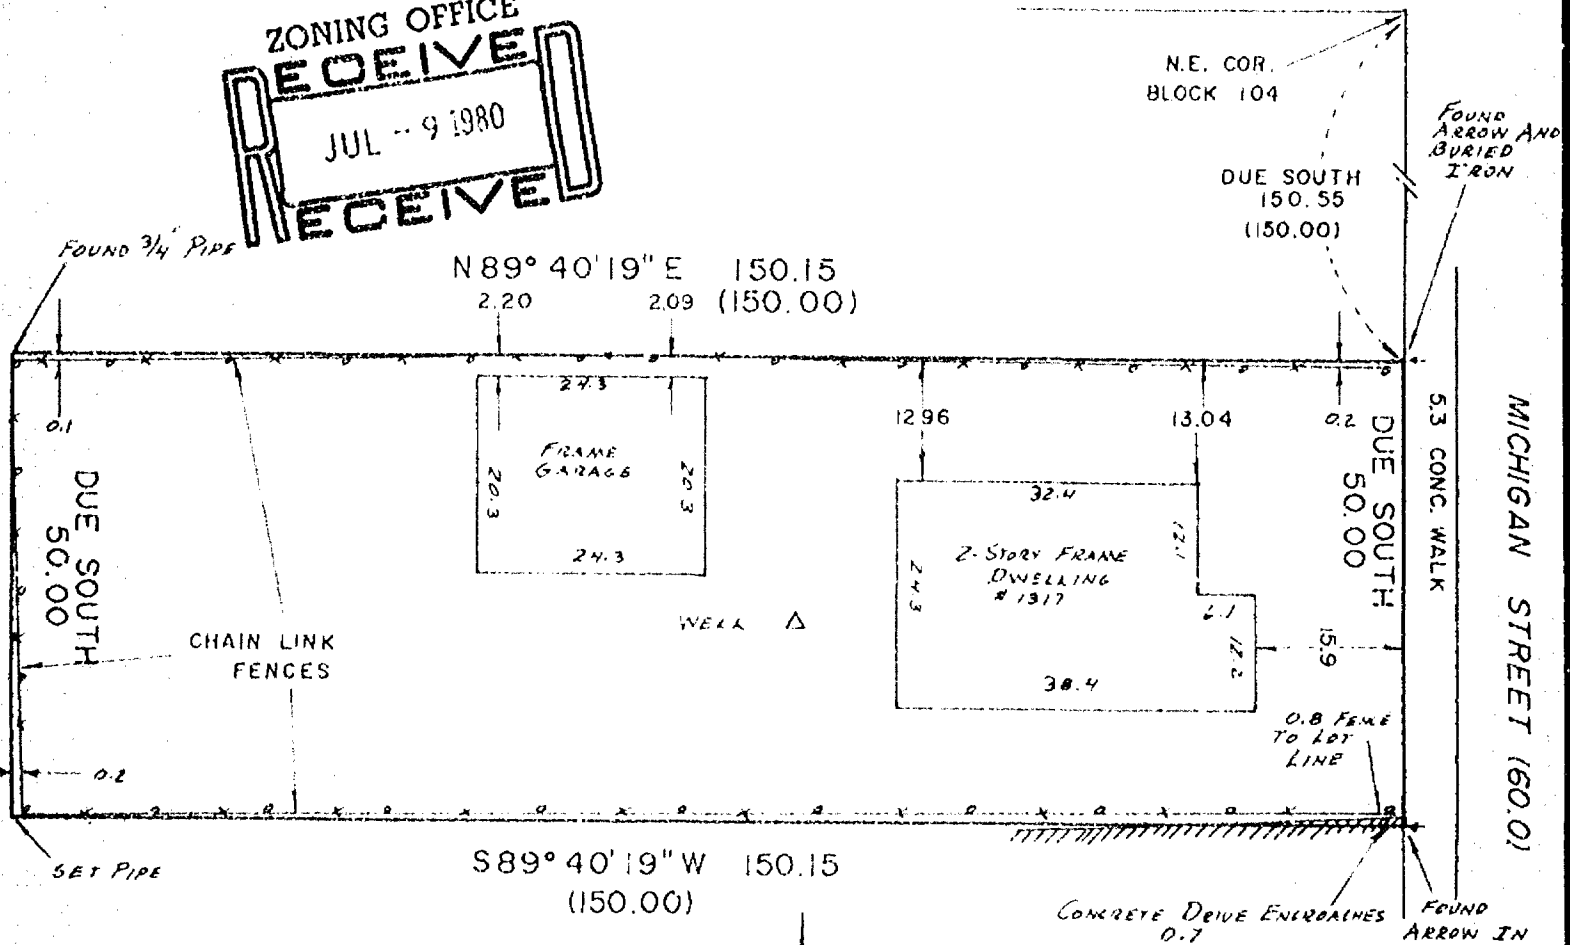 ZONING OFFICE
RECEIVED
JUL -- 9 1980
RECEIVED
N.E. COR.
BLOCK 104
FOUND
ARROW AND
BURIED
IRON
DUE SOUTH
150.55
(150.00)
FOUND 3/4" PIPE
N 89° 40' 19" E 150.15
(150.00)
2.20
2.09
0.1
24.3
FRAME
GARAGE
20.3
20.3
24.3
12.96
13.04
0.2
DUE SOUTH
50.00
5.3 CONC. WALK
MICHIGAN STREET (60.0)
DUE SOUTH
50.00
32.4
12.1
2-STORY FRAME
DWELLING
# 1317
24.3
6.1
12.2
38.4
15.9
WELL
CHAIN LINK
FENCES
0.8 FENCE
TO LOT
LINE
0.2
SET PIPE
S 89° 40' 19" W 150.15
(150.00)
CONCRETE DRIVE ENCROACHES
0.7
FOUND
ARROW IN